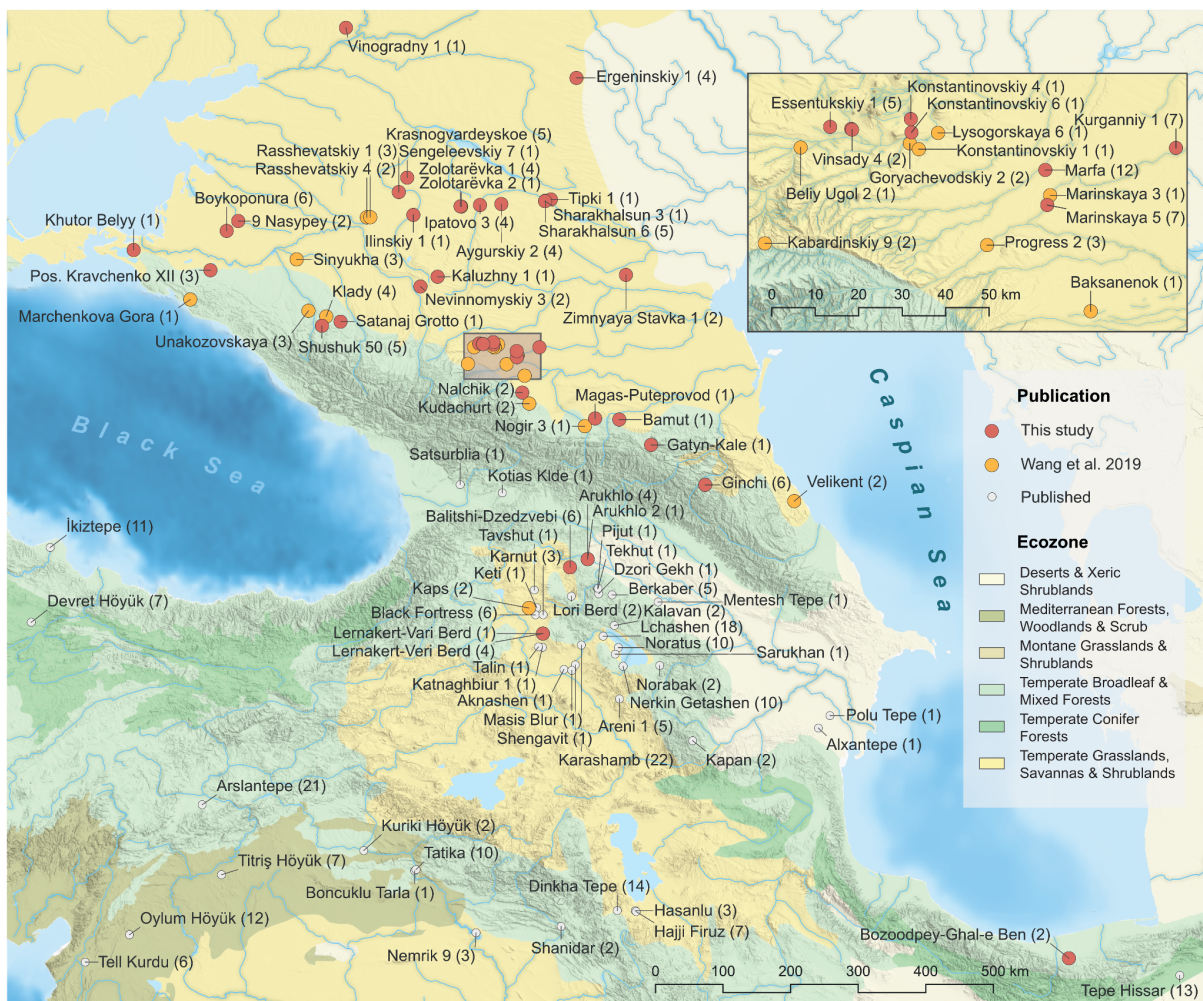 Vinogradny 1 (1)
Ergeninskiy 1 (4)
Krasnogvardeyskoe (5)
Sengeleevskiy 7 (1)
Rasshevatskiy 1 (3)
Zolotarëvka 1 (4)
Rasshevatskiy 4 (2)
Zolotarëvka 2 (1)
Boykoponura (6)
Tipki 1 (1)
Khutor Belyy (1)
9 Nasypey (2)
Ipatovo 3 (4)
Sharakhalsun 3 (1)
Sharakhalsun 6 (5)
Ilinskiy 1 (1)
Aygurskiy 2 (4)
Sinyukha (3)
Pos. Kravchenko XII (3)
Kaluzhny 1 (1)
Klady (4)
Nevinnomyskiy 3 (2)
Marchenkova Gora (1)
Satanaj Grotto (1)
Zimnyaya Stavka 1 (2)
Unakozovskaya (3)
Shushuk 50 (5)
Nalchik (2)
Magas-Puteprovod (1)
Kudachurt (2)
Bamut (1)
Nogir 3 (1)
Gatyn-Kale (1)
Satsurblia (1)
Kotias Klde (1)
Ginchi (6)
Velikent (2)
Arukhlo (4)
Arukhlo 2 (1)
Balitshi-Dzedzvebi (6)
Pijut (1)
Tavshut (1)
Tekhut (1)
Karnut (3)
Dzori Gekh (1)
Keti (1)
Berkaber (5)
Kaps (2)
Mentesh Tepe (1)
Black Fortress (6)
Lori Berd (2)
Kalavan (2)
Lchashen (18)
Lernakert-Vari Berd (1)
Noratus (10)
Lernakert-Veri Berd (4)
Sarukhan (1)
Talin (1)
Katnaghbiur 1 (1)
Norabak (2)
Aknashen (1)
Nerkin Getashen (10)
Masis Blur (1)
Areni 1 (5)
Polu Tepe (1)
Shengavit (1)
Alxantepe (1)
Karashamb (22)
Kapan (2)
İkiztepe (11)
Devret Höyük (7)
Arslantepe (21)
Kuriki Höyük (2)
Titriş Höyük (7)
Tatika (10)
Boncuklu Tarla (1)
Dinkha Tepe (14)
Oylum Höyük (12)
Hasanlu (3)
Hajji Firuz (7)
Tell Kurdu (6)
Nemrik 9 (3)
Shanidar (2)
Bozoodpey-Ghal-e Ben (2)
Tepe Hissar (13)
Black Sea
Caspian Sea
0 100 200 300 400 500 km
Konstantinovskiy 4 (1)
Essentukskiy 1 (5)
Konstantinovskiy 6 (1)
Kurganniy 1 (7)
Lysogorskaya 6 (1)
Vinsady 4 (2)
Konstantinovskiy 1 (1)
Goryachevodskiy 2 (2)
Marfa (12)
Beliy Ugol 2 (1)
Marinskaya 3 (1)
Marinskaya 5 (7)
Kabardinskiy 9 (2)
Progress 2 (3)
Baksanenok (1)
0 10 20 30 40 50 km
Publication
This study
Wang et al. 2019
Published
Ecozone
Deserts & Xeric
Shrublands
Mediterranean Forests,
Woodlands & Scrub
Montane Grasslands
& Shrublands
Temperate Broadleaf &
Mixed Forests
Temperate Conifer
Forests
Temperate Grasslands,
Savannas & Shrublands